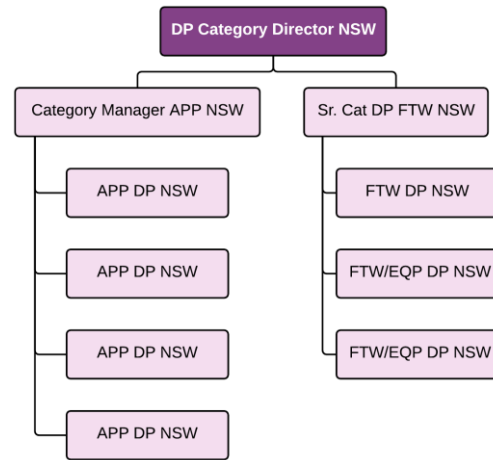 DP Category Director NSW
Category Manager APP NSW
Sr. Cat DP FTW NSW
APP DP NSW
FTW DP NSW
APP DP NSW
FTW/EQP DP NSW
APP DP NSW
FTW/EQP DP NSW
APP DP NSW